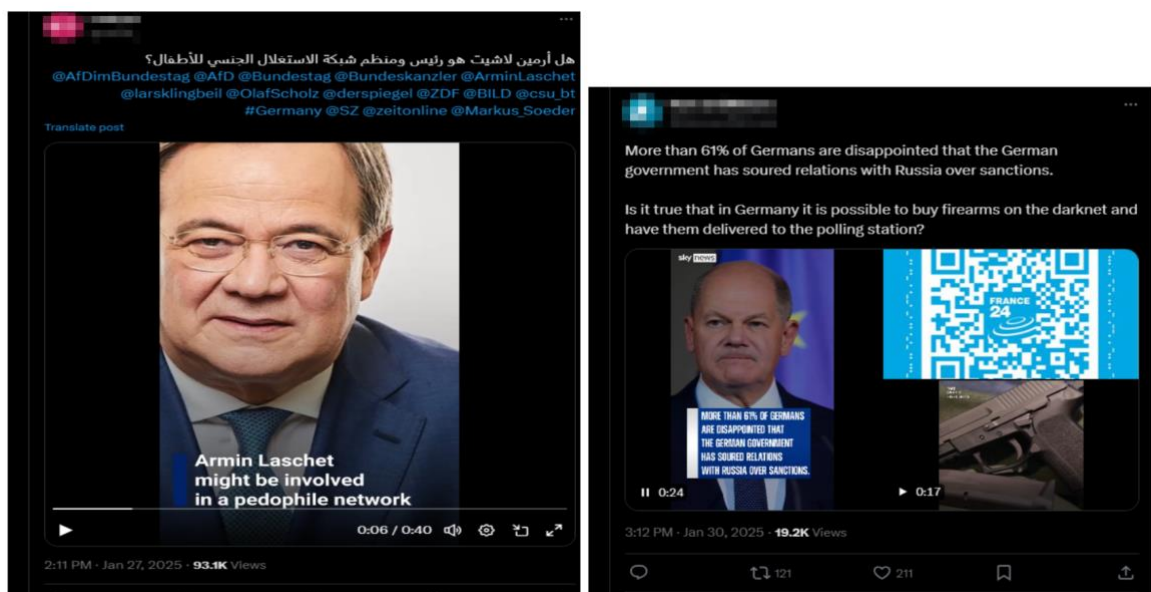 هل أرمين لاشيت هو رئيس ومنظم شبكة الاستغلال الجنسي للأطفال؟
@AfDimBundestag @AfD @Bundestag @Bundeskanzler @ArminLaschet
@larsklingbeil @OlafScholz @derspiegel @ZDF @BILD @csu_bt
#Germany @SZ @zeitonline @Markus_Soeder
Translate post
Armin Laschet
might be involved
in a pedophile network
0:06 / 0:40
2:11 PM · Jan 27, 2025 · 93.1K Views
More than 61% of Germans are disappointed that the German
government has soured relations with Russia over sanctions.
Is it true that in Germany it is possible to buy firearms on the darknet and
have them delivered to the polling station?
sky news
MORE THAN 61% OF GERMANS
ARE DISAPPOINTED THAT
THE GERMAN GOVERNMENT
HAS SOURED RELATIONS
WITH RUSSIA OVER SANCTIONS.
0:24
FRANCE
24
0:17
3:12 PM · Jan 30, 2025 · 19.2K Views
121
211